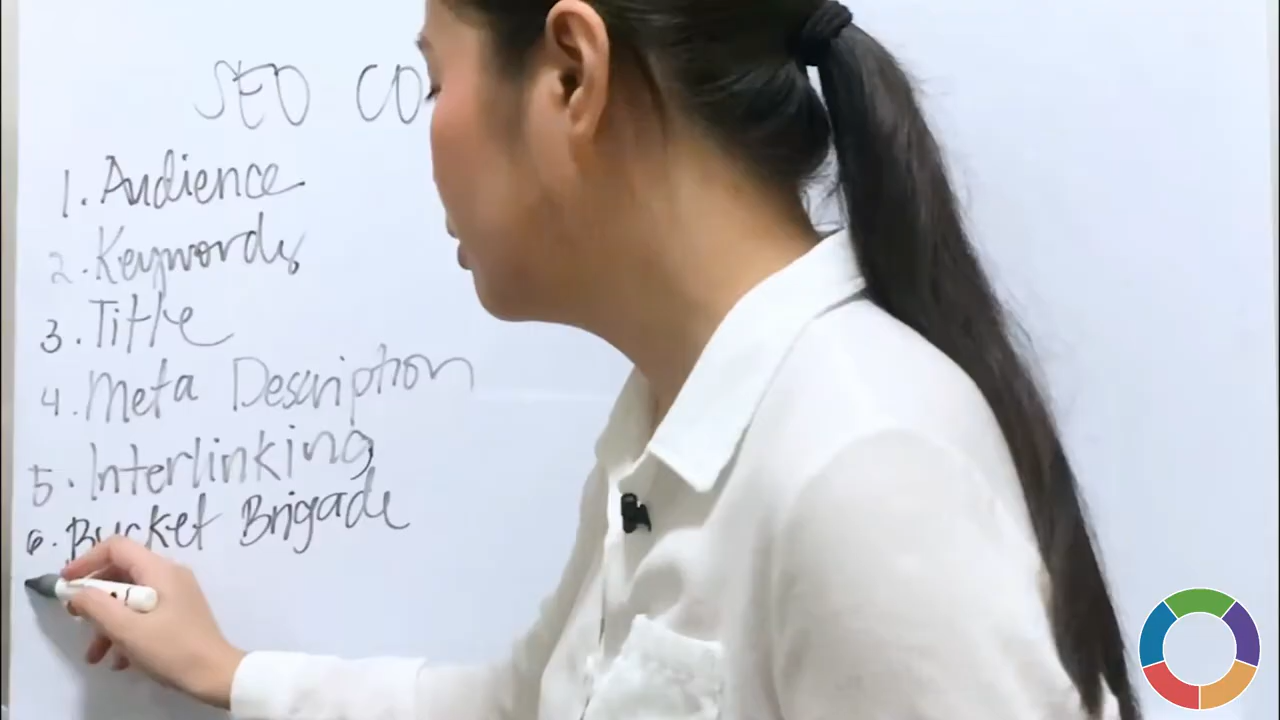 SEO CO
1. Audience
2. Keywords
3. Title
4. Meta Description
5. Interlinking
6. Bucket Brigade